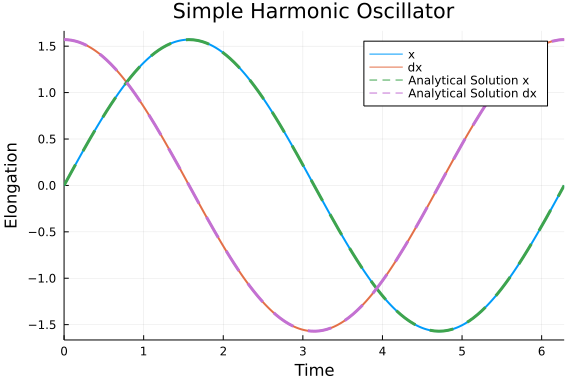 Simple Harmonic Oscillator
x
dx
Analytical Solution x
Analytical Solution dx
Elongation
1.5
1.0
0.5
0.0
−0.5
−1.0
−1.5
0 1 2 3 4 5 6
Time